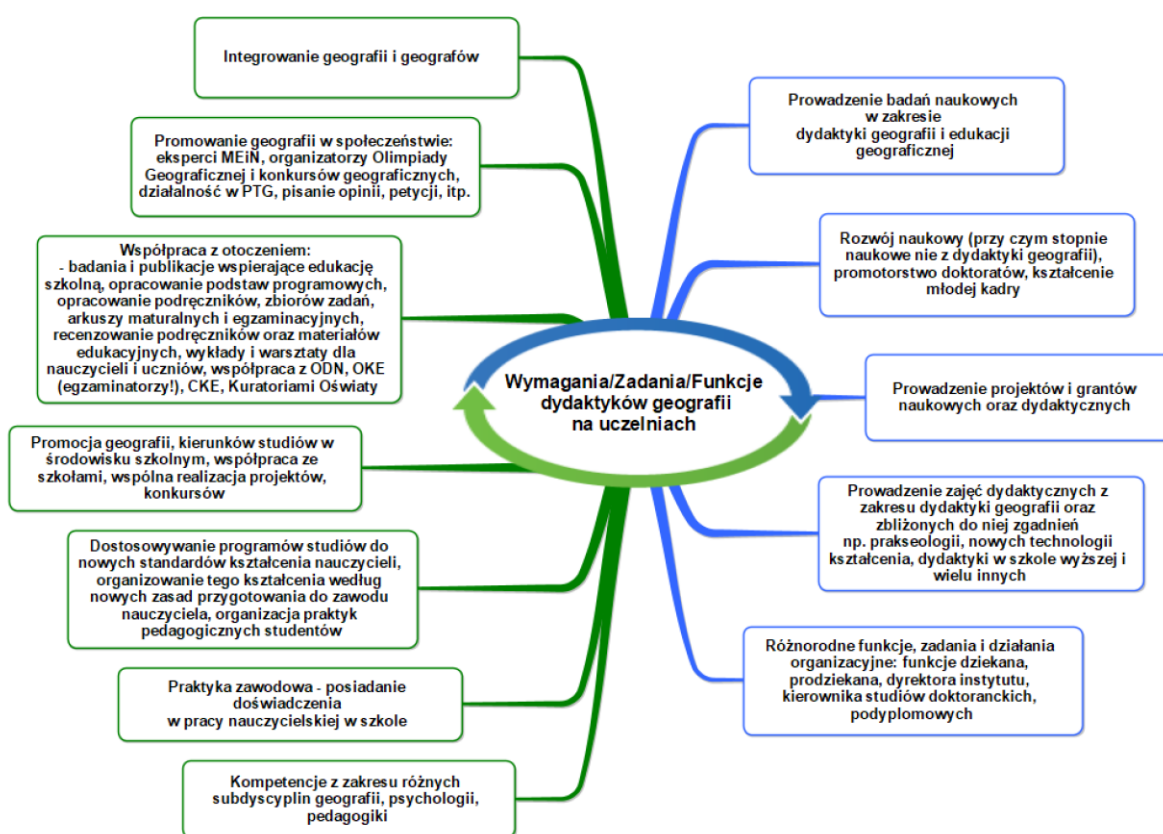 Integrowanie geografii i geografów
Promowanie geografii w społeczeństwie:
eksperci MEiN, organizatorzy Olimpiady
Geograficznej i konkursów geograficznych,
działalność w PTG, pisanie opinii, petycji, itp.
Współpraca z otoczeniem:
- badania i publikacje wspierające edukację
szkolną, opracowanie podstaw programowych,
opracowanie podręczników, zbiorów zadań,
arkuszy maturalnych i egzaminacyjnych,
recenzowanie podręczników oraz materiałów
edukacyjnych, wykłady i warsztaty dla
nauczycieli i uczniów, współpraca z ODN, OKE
(egzaminatorzy!), CKE, Kuratoriami Oświaty
Promocja geografii, kierunków studiów w
środowisku szkolnym, współpraca ze
szkołami, wspólna realizacja projektów,
konkursów
Dostosowywanie programów studiów do
nowych standardów kształcenia nauczycieli,
organizowanie tego kształcenia według
nowych zasad przygotowania do zawodu
nauczyciela, organizacja praktyk
pedagogicznych studentów
Praktyka zawodowa - posiadanie
doświadczenia
w pracy nauczycielskiej w szkole
Kompetencje z zakresu różnych
subdyscyplin geografii, psychologii,
pedagogiki
Wymagania/Zadania/Funkcje
dydaktyków geografii
na uczelniach
Prowadzenie badań naukowych
w zakresie
dydaktyki geografii i edukacji
geograficznej
Rozwój naukowy (przy czym stopnie
naukowe nie z dydaktyki geografii),
promotorstwo doktoratów, kształcenie
młodej kadry
Prowadzenie projektów i grantów
naukowych oraz dydaktycznych
Prowadzenie zajęć dydaktycznych z
zakresu dydaktyki geografii oraz
zbliżonych do niej zgadnień
np. prakseologii, nowych technologii
kształcenia, dydaktyki w szkole wyższej i
wielu innych
Różnorodne funkcje, zadania i działania
organizacyjne: funkcje dziekana,
prodziekana, dyrektora instytutu,
kierownika studiów doktoranckich,
podyplomowych